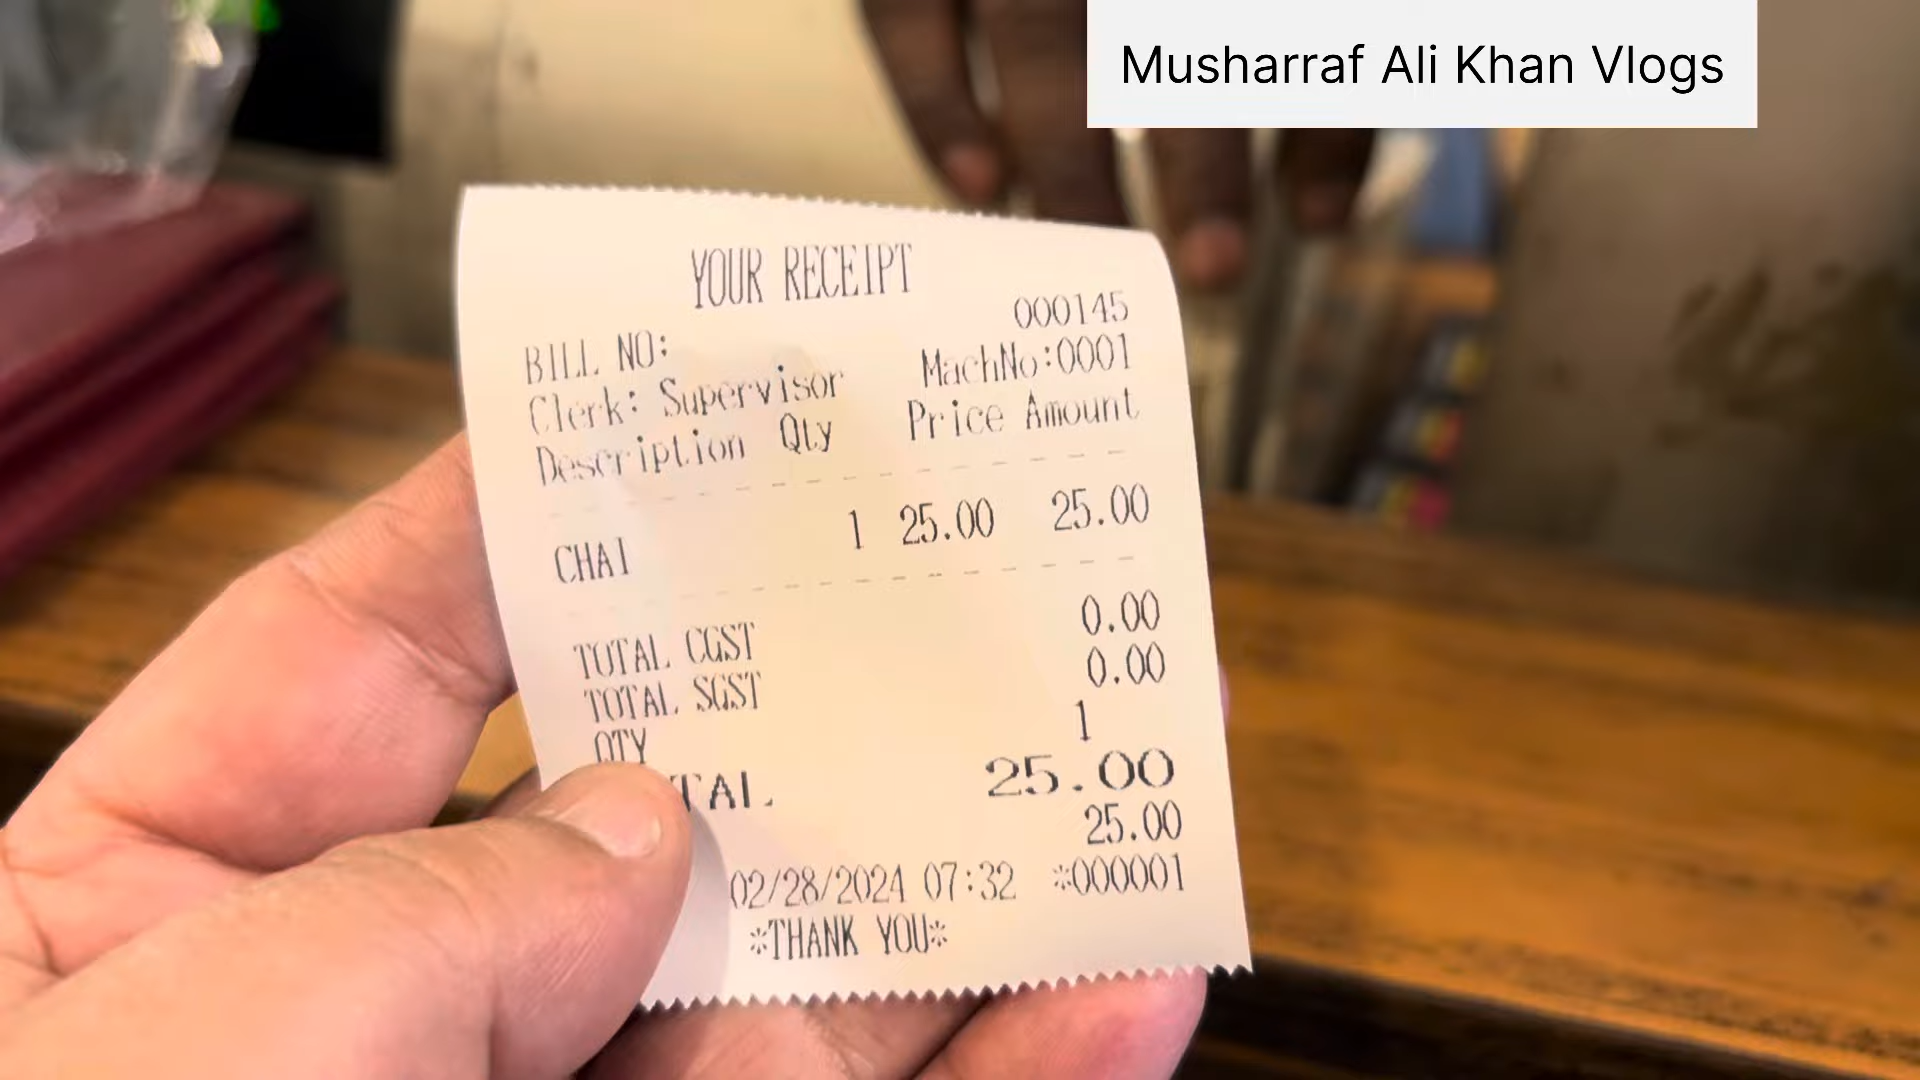 Musharraf Ali Khan Vlogs
YOUR RECEIPT
BILL NO: 000145
Clerk: Supervisor MachNo:0001
Description Qty Price Amount
CHAI 1 25.00 25.00
TOTAL CGST 0.00
TOTAL SGST 0.00
QTY 1
TAL 25.00
25.00
02/28/2024 07:32 *000001
*THANK YOU*